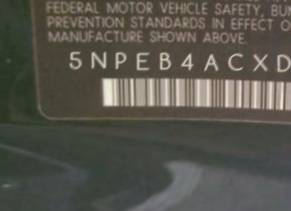 FEDERAL MOTOR VEHICLE SAFETY, BUM
PREVENTION STANDARDS IN EFFECT O
MANUFACTURE SHOWN ABOVE.
5NPEB4ACXD